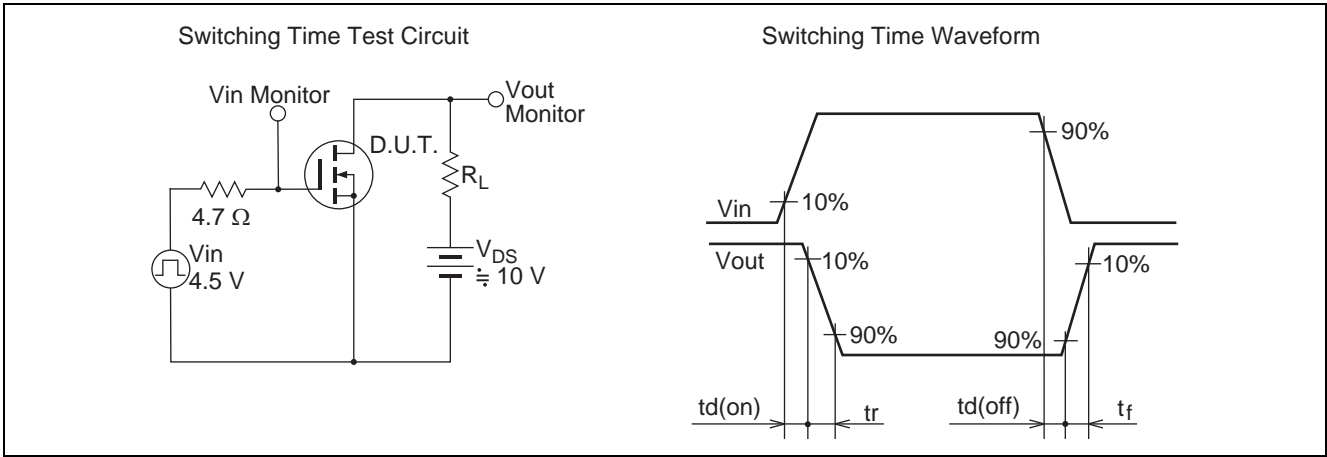 Switching Time Test Circuit
Vin Monitor
Vout
Monitor
D.U.T.
RL
4.7 Ω
Vin
4.5 V
VDS
≒ 10 V
Switching Time Waveform
90%
Vin
10%
Vout
10%
10%
90%
90%
td(on)
tr
td(off)
tf